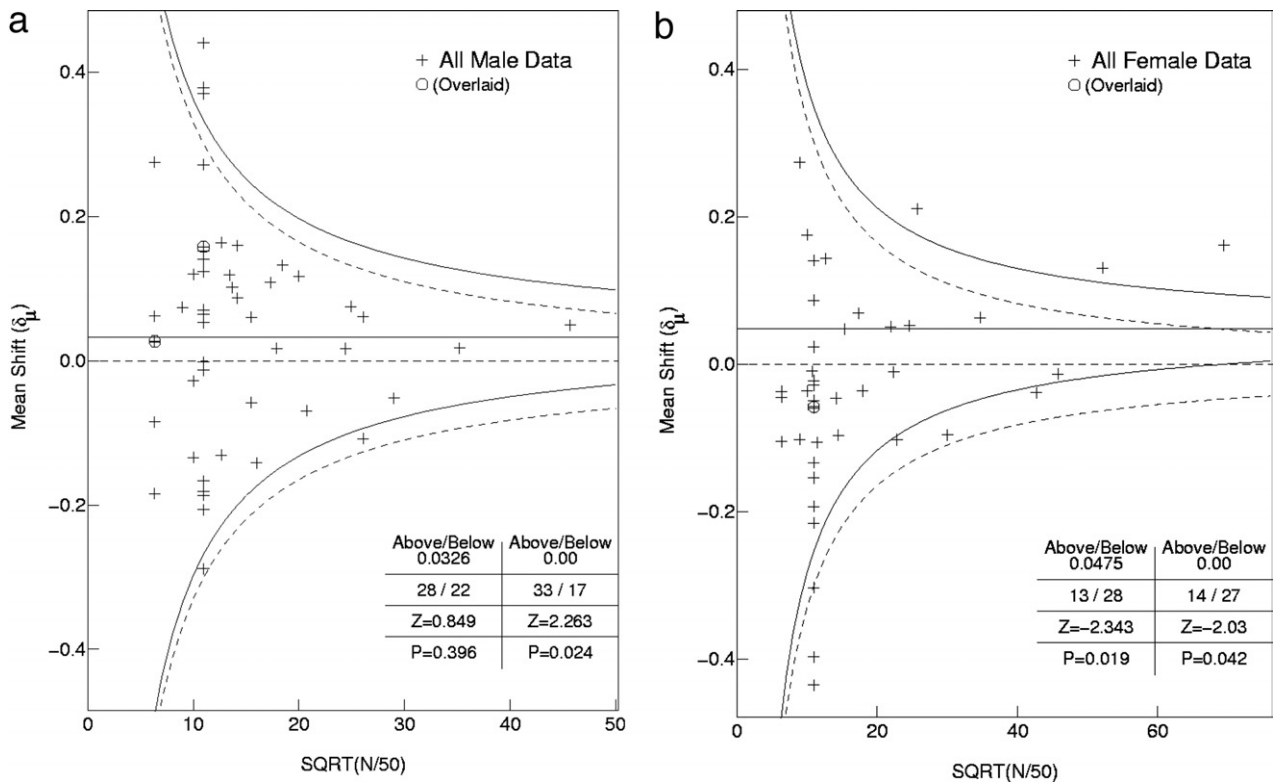 a
All Male Data
(Overlaid)
0.4
0.2
0.0
−0.2
−0.4
Mean Shift (δμ)
Above/Below Above/Below
0.0326 0.00
28 / 22 33 / 17
Z=0.849 Z=2.263
P=0.396 P=0.024
0 10 20 30 40 50
SQRT(N/50)
b
All Female Data
(Overlaid)
0.4
0.2
0.0
−0.2
−0.4
Mean Shift (δμ)
Above/Below Above/Below
0.0475 0.00
13 / 28 14 / 27
Z=−2.343 Z=−2.03
P=0.019 P=0.042
0 20 40 60
SQRT(N/50)